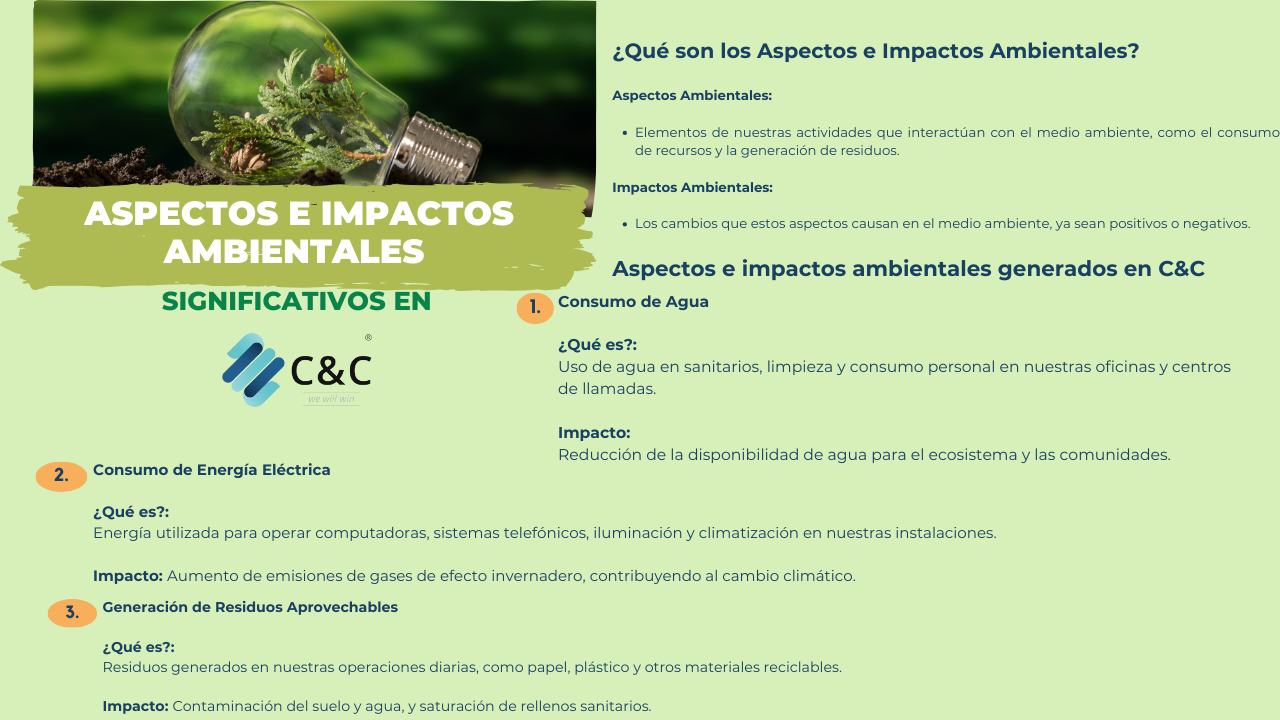 ASPECTOS E IMPACTOS
AMBIENTALES
SIGNIFICATIVOS EN
C&C
®
we will win
¿Qué son los Aspectos e Impactos Ambientales?
Aspectos Ambientales:
• Elementos de nuestras actividades que interactúan con el medio ambiente, como el consumo
de recursos y la generación de residuos.
Impactos Ambientales:
• Los cambios que estos aspectos causan en el medio ambiente, ya sean positivos o negativos.
Aspectos e impactos ambientales generados en C&C
1. Consumo de Agua
¿Qué es?:
Uso de agua en sanitarios, limpieza y consumo personal en nuestras oficinas y centros
de llamadas.
Impacto:
Reducción de la disponibilidad de agua para el ecosistema y las comunidades.
2. Consumo de Energía Eléctrica
¿Qué es?:
Energía utilizada para operar computadoras, sistemas telefónicos, iluminación y climatización en nuestras instalaciones.
Impacto: Aumento de emisiones de gases de efecto invernadero, contribuyendo al cambio climático.
3. Generación de Residuos Aprovechables
¿Qué es?:
Residuos generados en nuestras operaciones diarias, como papel, plástico y otros materiales reciclables.
Impacto: Contaminación del suelo y agua, y saturación de rellenos sanitarios.